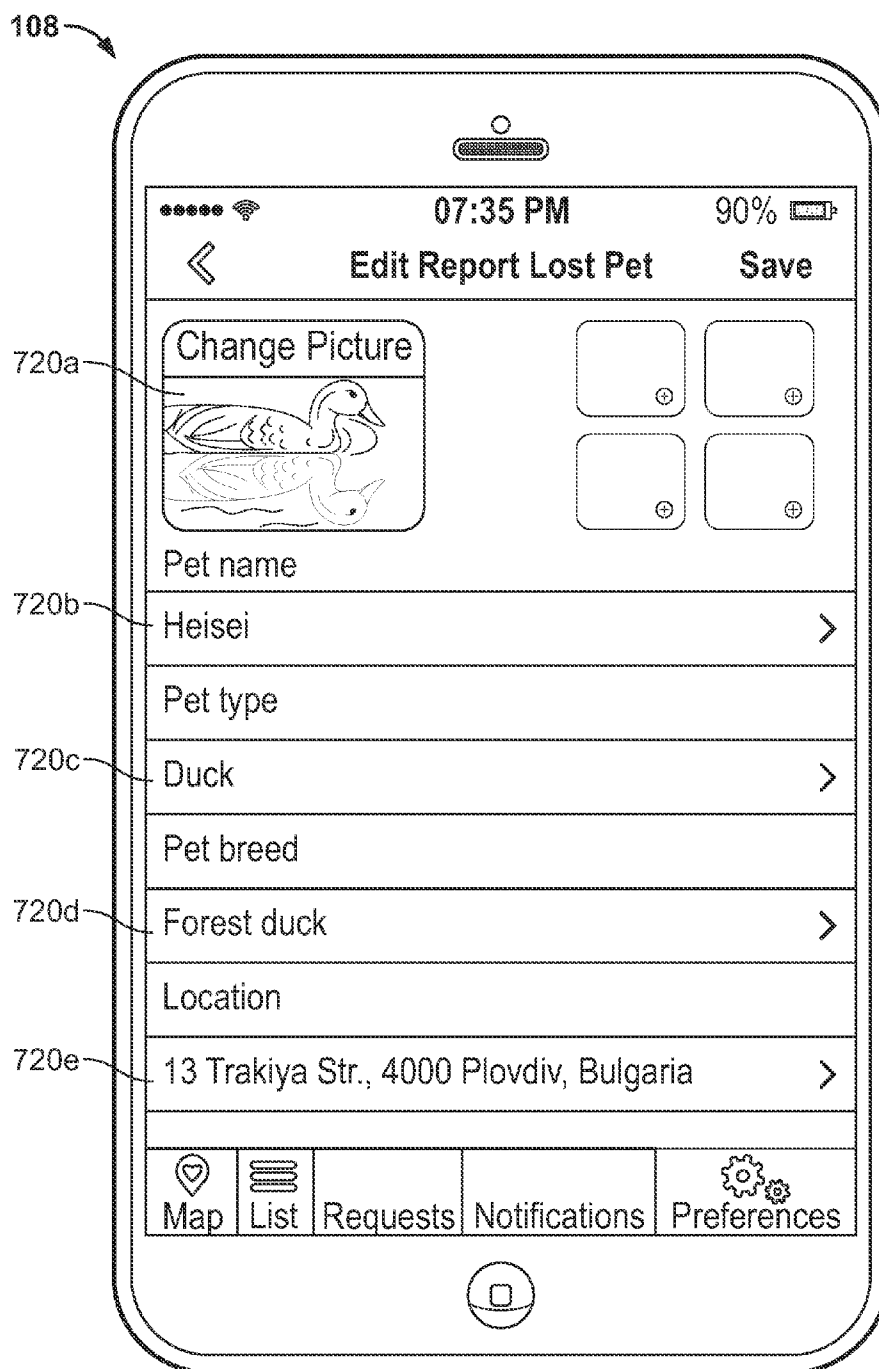 108
07:35 PM 90%
Edit Report Lost Pet Save
720a
Change Picture
Pet name
720b
Heisei
Pet type
720c
Duck
Pet breed
720d
Forest duck
Location
720e
13 Trakiya Str., 4000 Plovdiv, Bulgaria
Map List Requests Notifications Preferences